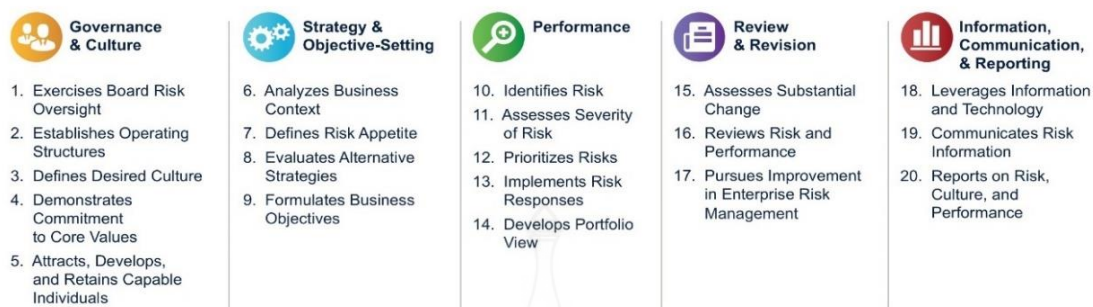 Governance
& Culture
1. Exercises Board Risk
Oversight
2. Establishes Operating
Structures
3. Defines Desired Culture
4. Demonstrates
Commitment
to Core Values
5. Attracts, Develops,
and Retains Capable
Individuals
Strategy &
Objective-Setting
6. Analyzes Business
Context
7. Defines Risk Appetite
8. Evaluates Alternative
Strategies
9. Formulates Business
Objectives
Performance
10. Identifies Risk
11. Assesses Severity
of Risk
12. Prioritizes Risks
13. Implements Risk
Responses
14. Develops Portfolio
View
Review
& Revision
15. Assesses Substantial
Change
16. Reviews Risk and
Performance
17. Pursues Improvement
in Enterprise Risk
Management
Information,
Communication,
& Reporting
18. Leverages Information
and Technology
19. Communicates Risk
Information
20. Reports on Risk,
Culture, and
Performance